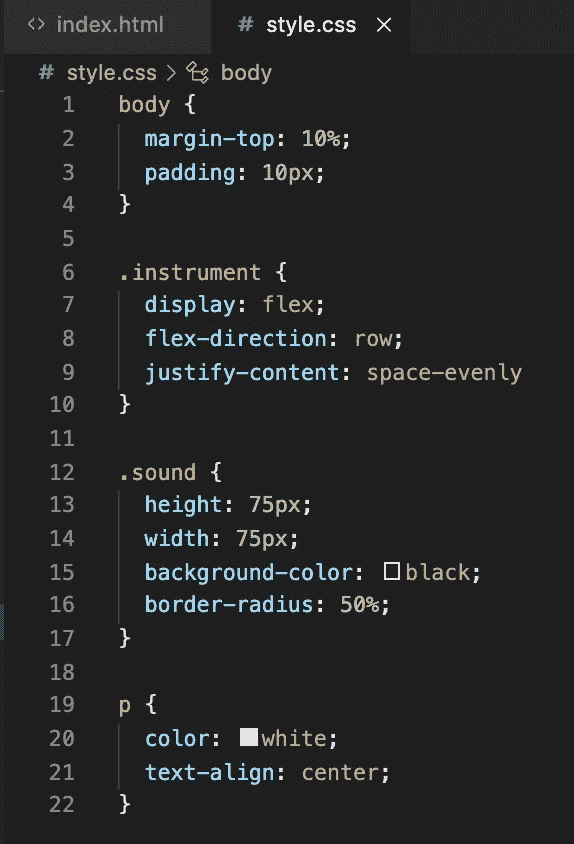 <> index.html # style.css ×
# style.css > body
1 body {
2   margin-top: 10%;
3   padding: 10px;
4 }
5
6 .instrument {
7   display: flex;
8   flex-direction: row;
9   justify-content: space-evenly
10 }
11
12 .sound {
13   height: 75px;
14   width: 75px;
15   background-color: black;
16   border-radius: 50%;
17 }
18
19 p {
20   color: white;
21   text-align: center;
22 }